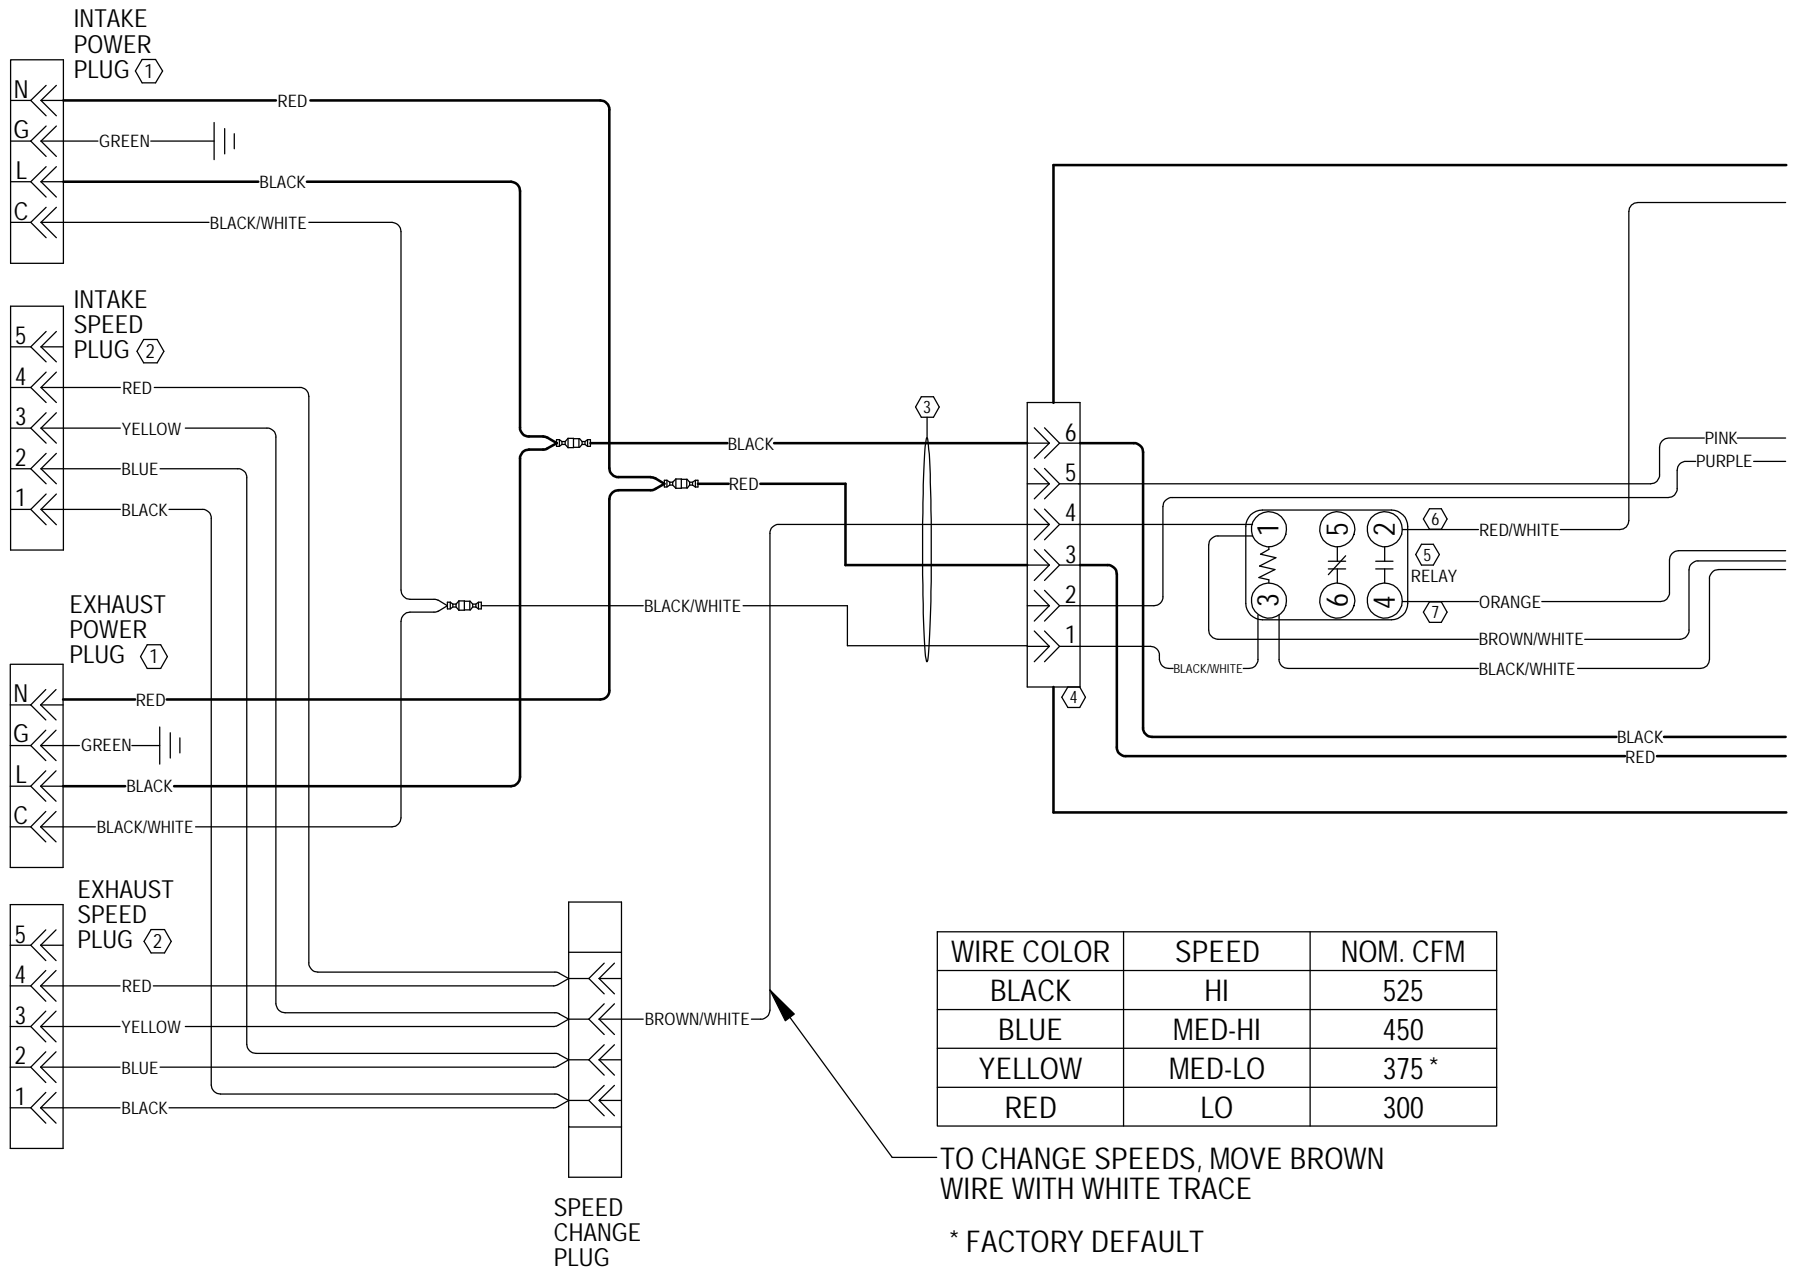 INTAKE
POWER
PLUG 1
N RED
G GREEN
L BLACK
C BLACK/WHITE
INTAKE
SPEED
PLUG 2
5
4 RED
3 YELLOW
2 BLUE
1 BLACK
EXHAUST
POWER
PLUG 1
N RED
G GREEN
L BLACK
C BLACK/WHITE
EXHAUST
SPEED
PLUG 2
5
4 RED
3 YELLOW
2 BLUE
1 BLACK
BLACK
RED
BLACK/WHITE
BROWN/WHITE
SPEED
CHANGE
PLUG
3
6
5
4
3
2
1
4
PINK
PURPLE
1 5 2
3 6 4
6
5
RELAY
7
RED/WHITE
ORANGE
BROWN/WHITE
BLACK/WHITE
BLACK/WHITE
BLACK
RED
WIRE COLOR SPEED NOM. CFM
BLACK HI 525
BLUE MED-HI 450
YELLOW MED-LO 375 *
RED LO 300
TO CHANGE SPEEDS, MOVE BROWN
WIRE WITH WHITE TRACE
* FACTORY DEFAULT